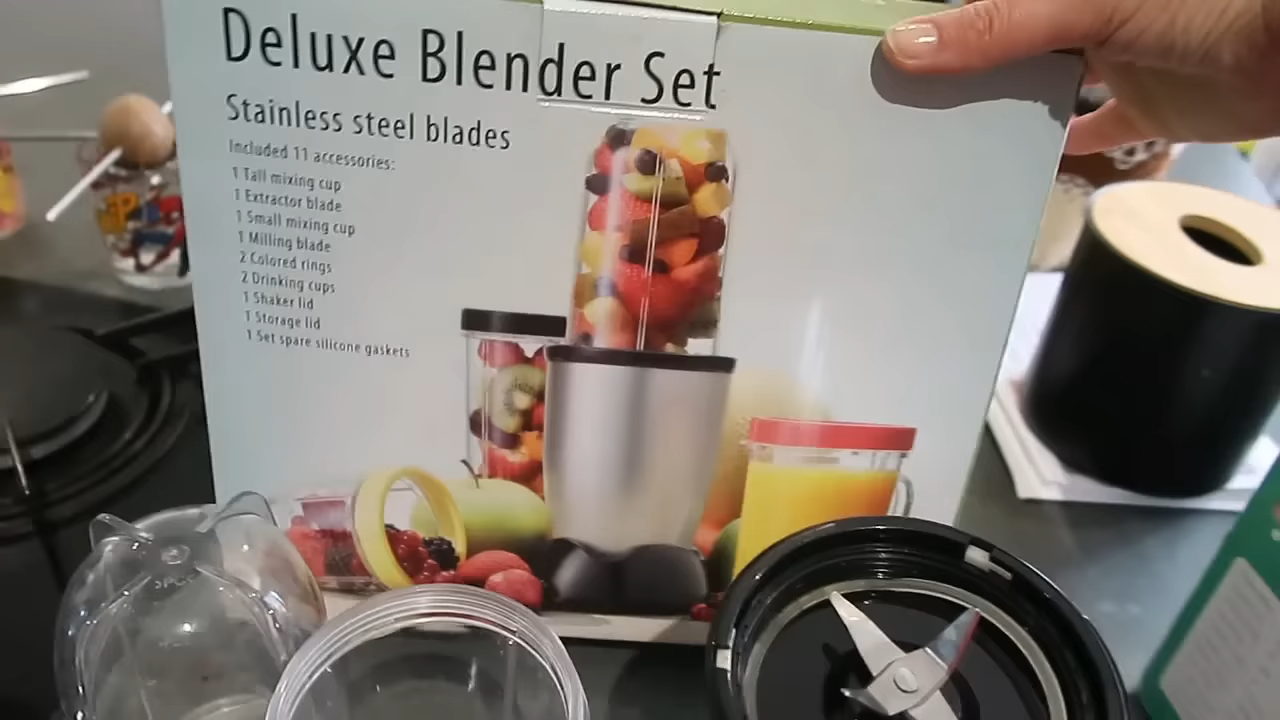 Deluxe Blender Set
Stainless steel blades
Included 11 accessories:
1 Tall mixing cup
1 Extractor blade
1 Small mixing cup
1 Milling blade
2 Colored rings
2 Drinking cups
1 Shaker lid
1 Storage lid
1 Set spare silicone gaskets